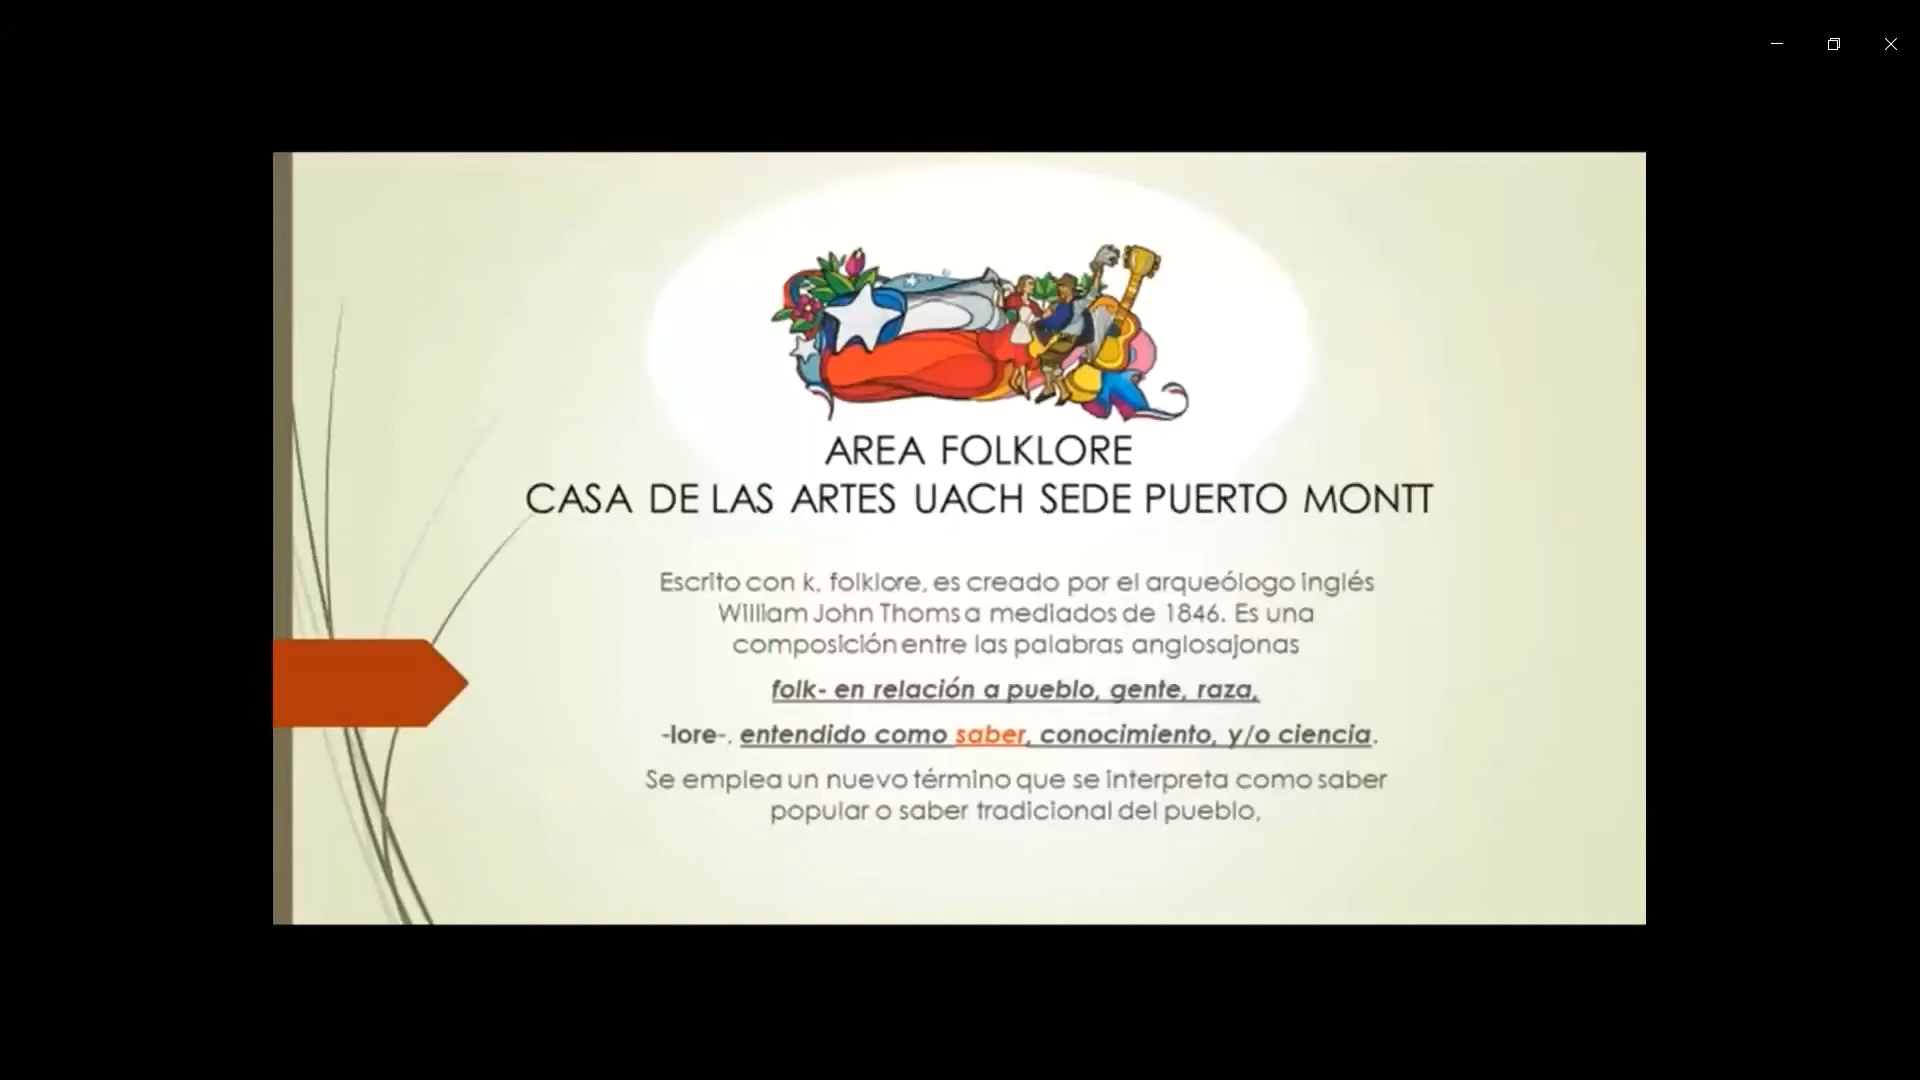 AREA FOLKLORE
CASA DE LAS ARTES UACH SEDE PUERTO MONTT
Escrito con k, folklore, es creado por el arqueólogo inglés
William John Thoms a mediados de 1846. Es una
composición entre las palabras anglosajonas
folk- en relación a pueblo, gente, raza,
-lore-, entendido como saber, conocimiento, y/o ciencia.
Se emplea un nuevo término que se interpreta como saber
popular o saber tradicional del pueblo,